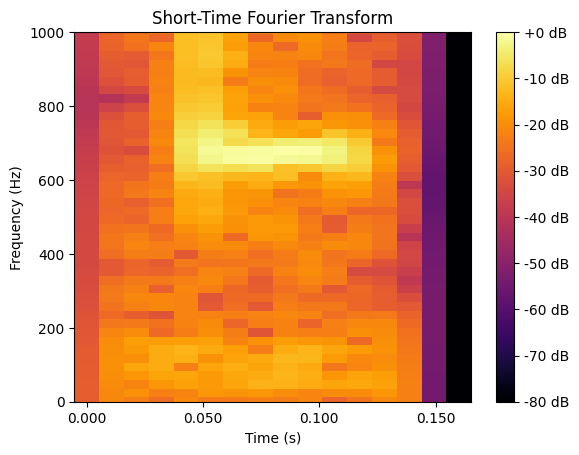 Short-Time Fourier Transform
1000
800
600
400
200
0
Frequency (Hz)
0.000
0.050
0.100
0.150
Time (s)
+0 dB
-10 dB
-20 dB
-30 dB
-40 dB
-50 dB
-60 dB
-70 dB
-80 dB